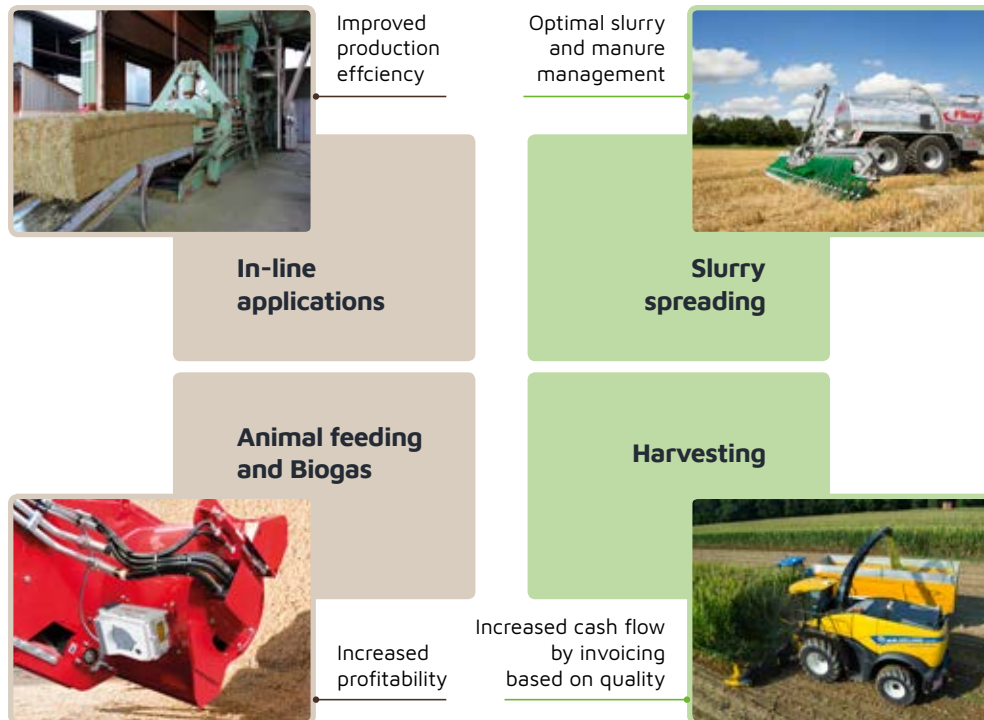 Improved
production
effciency
Optimal slurry
and manure
management
In-line
applications
Slurry
spreading
Animal feeding
and Biogas
Harvesting
Increased
profitability
Increased cash flow
by invoicing
based on quality